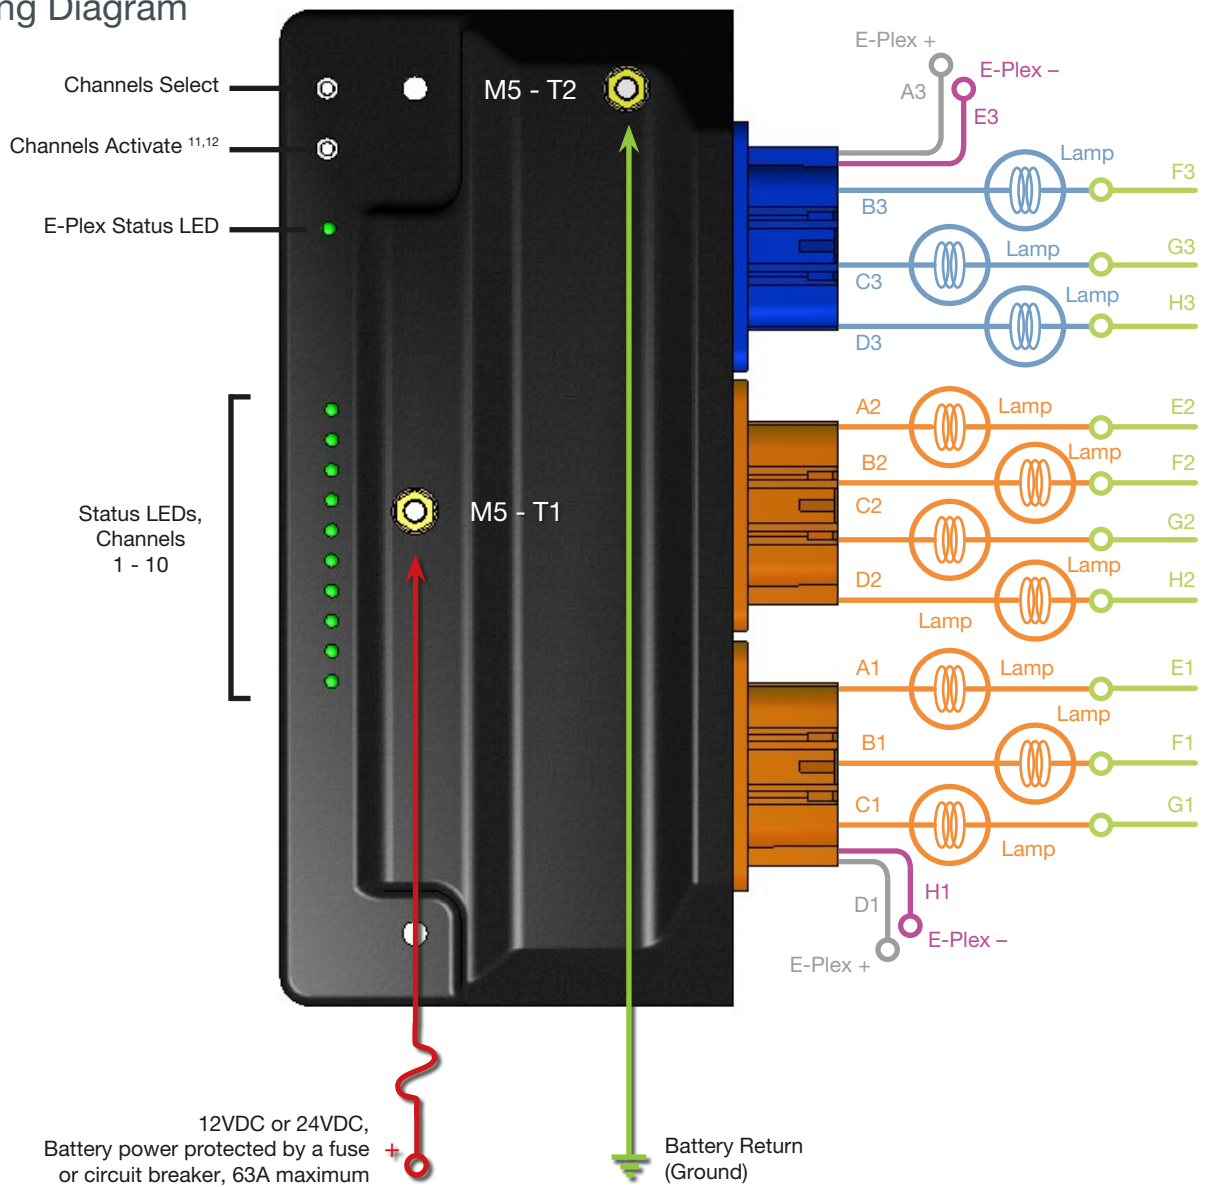 ng Diagram
Channels Select
Channels Activate 11,12
E-Plex Status LED
Status LEDs,
Channels
1 - 10
M5 - T2
M5 - T1
E-Plex +
E-Plex –
A3
E3
Lamp
F3
B3
Lamp
G3
C3
Lamp
H3
D3
A2
Lamp
E2
B2
Lamp
F2
C2
G2
D2
Lamp
H2
Lamp
A1
Lamp
E1
Lamp
B1
F1
C1
G1
Lamp
D1
H1
E-Plex –
E-Plex +
12VDC or 24VDC,
Battery power protected by a fuse
or circuit breaker, 63A maximum
+
Battery Return
(Ground)